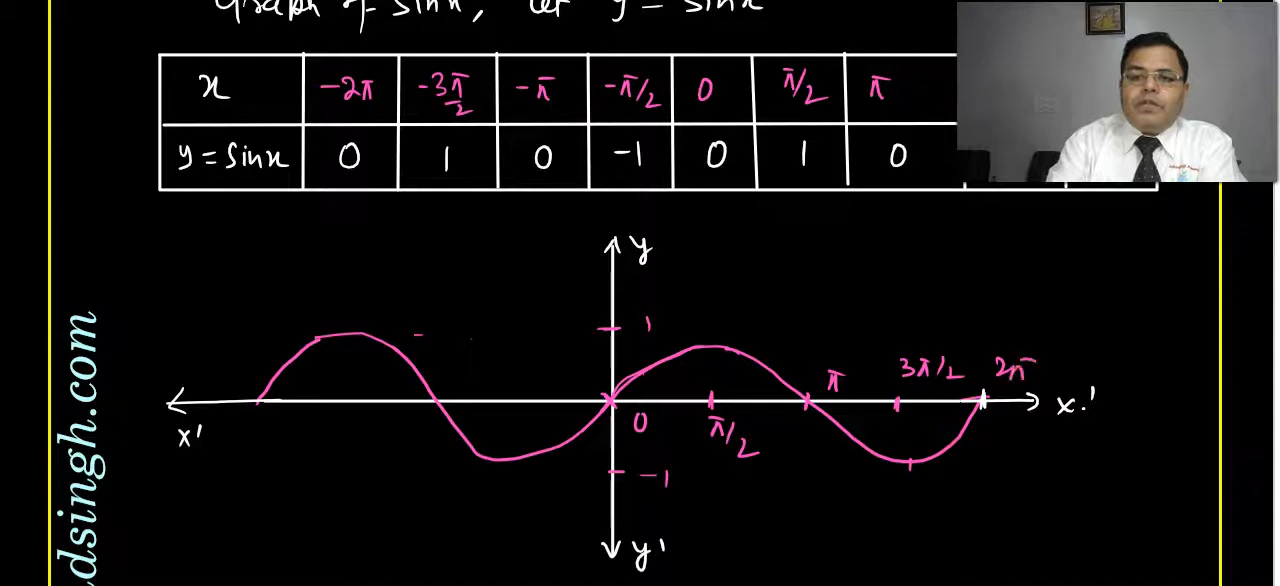 Graph of sinx, Let y = sinx
x -2π -3π/2 -π -π/2 0 π/2 π
y = sinx 0 1 0 -1 0 1 0
y
1
π 3π/2 2π
x' 0 π/2 x.'
-1
y'
dsingh.com